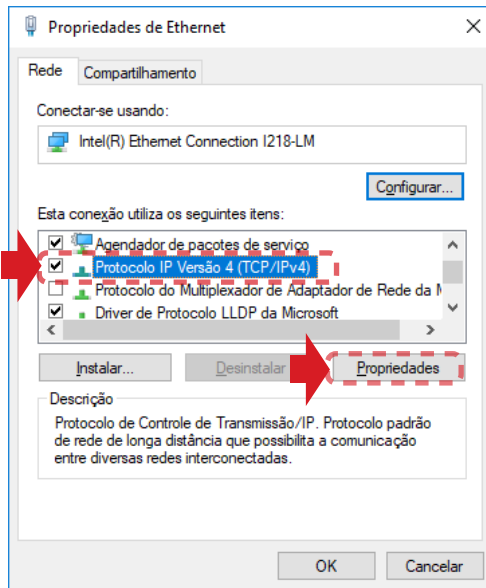 Propriedades de Ethernet
Rede Compartilhamento
Conectar-se usando:
Intel(R) Ethernet Connection I218-LM
Configurar...
Esta conexão utiliza os seguintes itens:
Agendador de pacotes de serviço
Protocolo IP Versão 4 (TCP/IPv4)
Protocolo do Multiplexador de Adaptador de Rede da M
Driver de Protocolo LLDP da Microsoft
Instalar... Desinstalar Propriedades
Descrição
Protocolo de Controle de Transmissão/IP. Protocolo padrão
de rede de longa distância que possibilita a comunicação
entre diversas redes interconectadas.
OK Cancelar